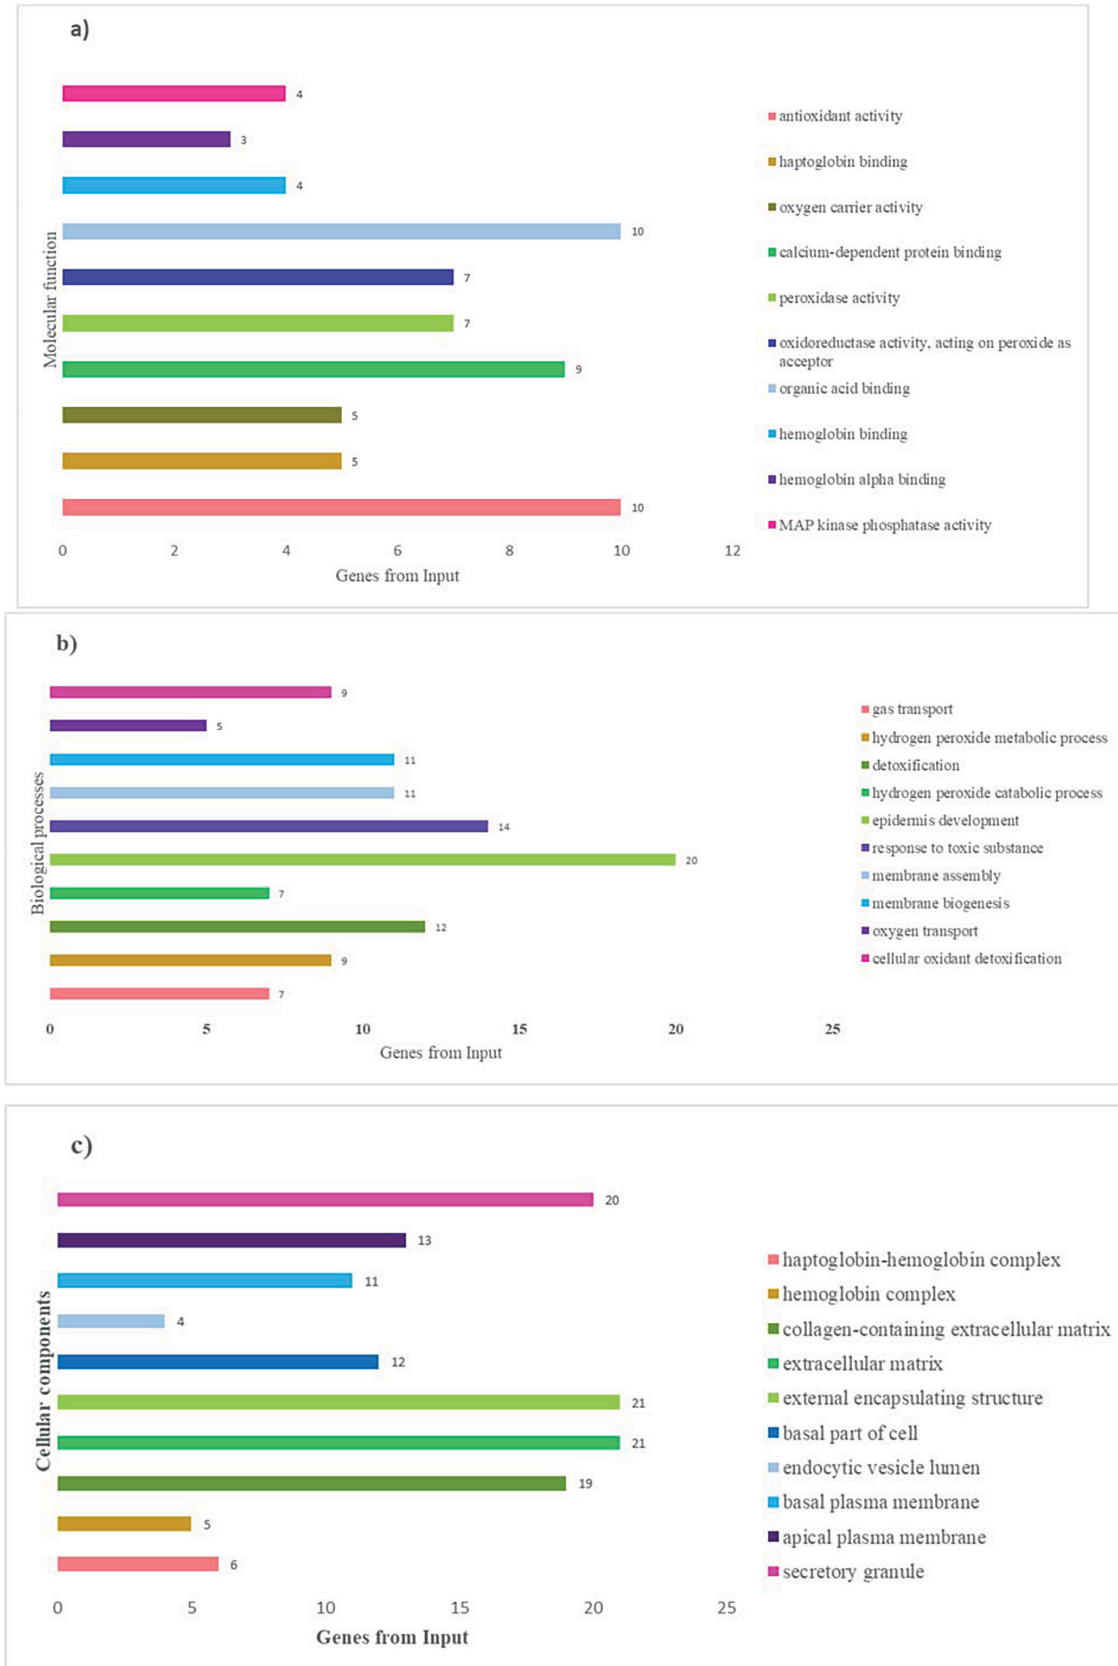 a)
4
3
4
10
7
7
9
5
5
10
Molecular function
0 2 4 6 8 10 12
Genes from Input
antioxidant activity
haptoglobin binding
oxygen carrier activity
calcium-dependent protein binding
peroxidase activity
oxidoreductase activity, acting on peroxide as
acceptor
organic acid binding
hemoglobin binding
hemoglobin alpha binding
MAP kinase phosphatase activity
b)
9
5
11
11
14
20
7
12
9
7
Biological processes
0 5 10 15 20 25
Genes from Input
gas transport
hydrogen peroxide metabolic process
detoxification
hydrogen peroxide catabolic process
epidermis development
response to toxic substance
membrane assembly
membrane biogenesis
oxygen transport
cellular oxidant detoxification
c)
20
13
11
4
12
21
21
19
5
6
Cellular components
0 5 10 15 20 25
Genes from Input
haptoglobin-hemoglobin complex
hemoglobin complex
collagen-containing extracellular matrix
extracellular matrix
external encapsulating structure
basal part of cell
endocytic vesicle lumen
basal plasma membrane
apical plasma membrane
secretory granule